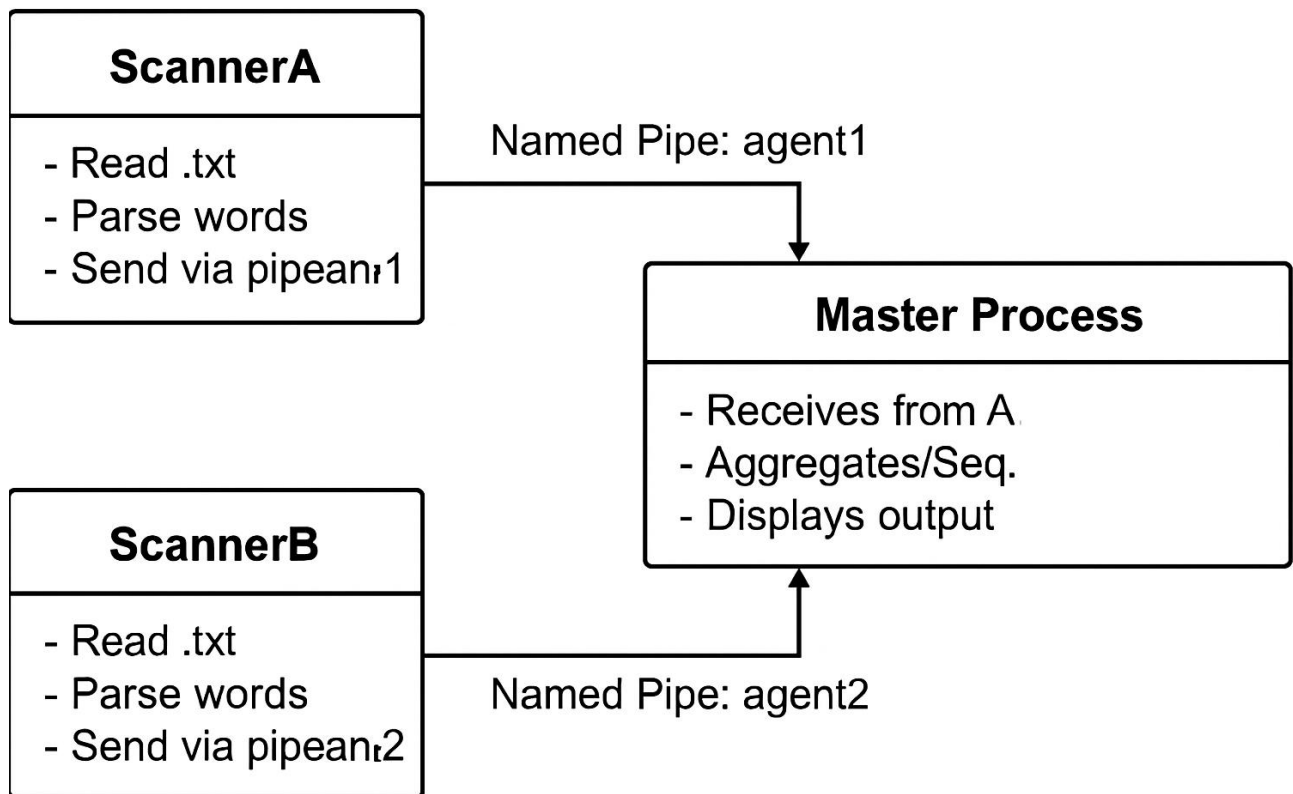 ScannerA
- Read .txt
- Parse words
- Send via
Named Pipe: agent1
Master Process
- Receives from A
- Aggregates/Seq.
- Displays output
ScannerB
- Read .txt
- Parse words
- Send via
Named Pipe: agent2